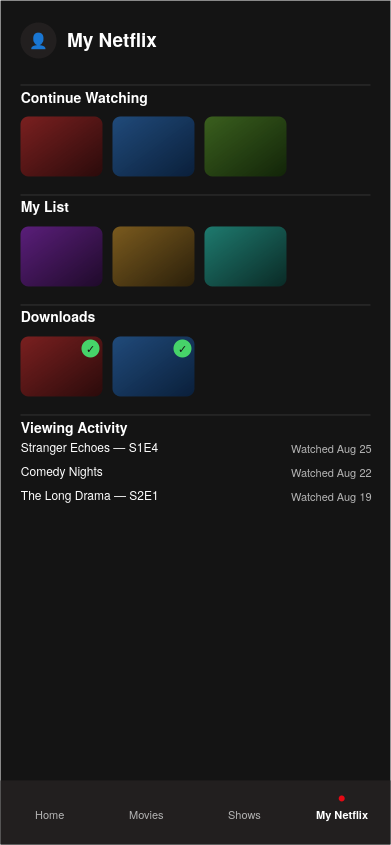 My Netflix
Continue Watching
My List
Downloads
✓ ✓
Viewing Activity
Stranger Echoes — S1E4 Watched Aug 25
Comedy Nights Watched Aug 22
The Long Drama — S2E1 Watched Aug 19
Home Movies Shows My Netflix